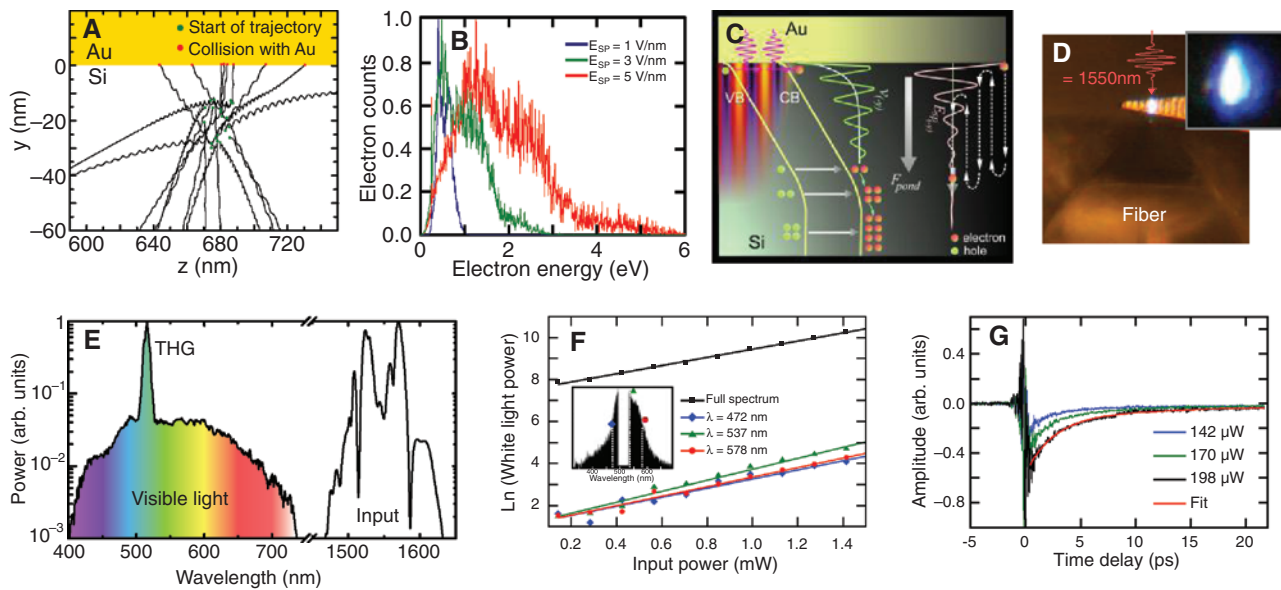 A
Start of trajectory
Collision with Au
Au
Si
y (nm)
0
−20
−40
−60
600
640
680
720
z (nm)
B
E_SP = 1 V/nm
E_SP = 3 V/nm
E_SP = 5 V/nm
Electron counts
1.0
0.8
0.6
0.4
0.2
0.0
0
2
4
6
Electron energy (eV)
C
Au
VB
CB
F_pond
Si
electron
hole
D
= 1550nm
Fiber
E
THG
Visible light
Input
Power (arb. units)
1
10⁻¹
10⁻²
10⁻³
400
500
600
700
1500
1600
Wavelength (nm)
F
Ln (White light power)
10
8
6
4
2
Full spectrum
λ = 472 nm
λ = 537 nm
λ = 578 nm
400
500
600
Wavelength (nm)
0.2
0.4
0.6
0.8
1.0
1.2
1.4
Input power (mW)
G
Amplitude (arb. units)
0.4
0.0
−0.4
−0.8
142 μW
170 μW
198 μW
Fit
−5
0
5
10
15
20
Time delay (ps)